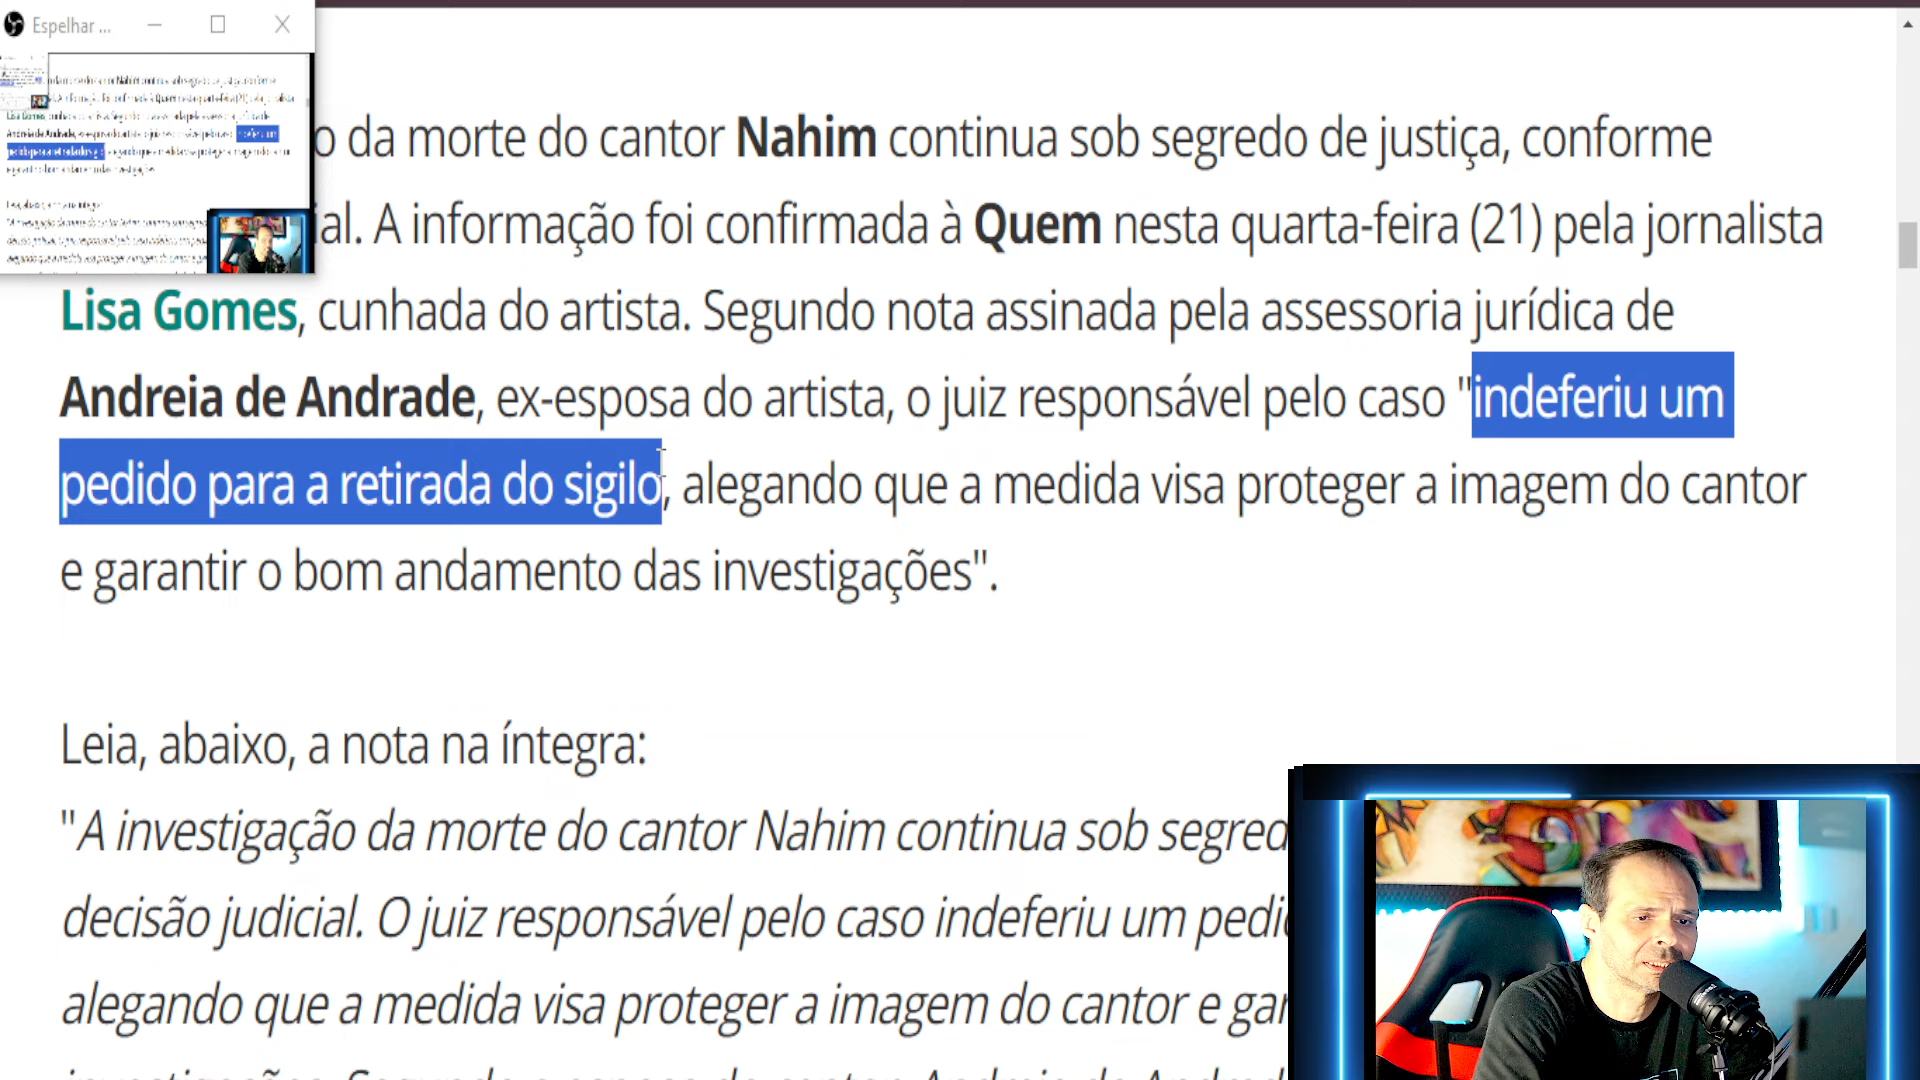 Espelhar ...
o da morte do cantor Nahim continua sob segredo de justiça, conforme
ial. A informação foi confirmada à Quem nesta quarta-feira (21) pela jornalista
Lisa Gomes, cunhada do artista. Segundo nota assinada pela assessoria jurídica de
Andreia de Andrade, ex-esposa do artista, o juiz responsável pelo caso "indeferiu um
pedido para a retirada do sigilo, alegando que a medida visa proteger a imagem do cantor
e garantir o bom andamento das investigações".
Leia, abaixo, a nota na íntegra:
"A investigação da morte do cantor Nahim continua sob segred
decisão judicial. O juiz responsável pelo caso indeferiu um pedi
alegando que a medida visa proteger a imagem do cantor e gar